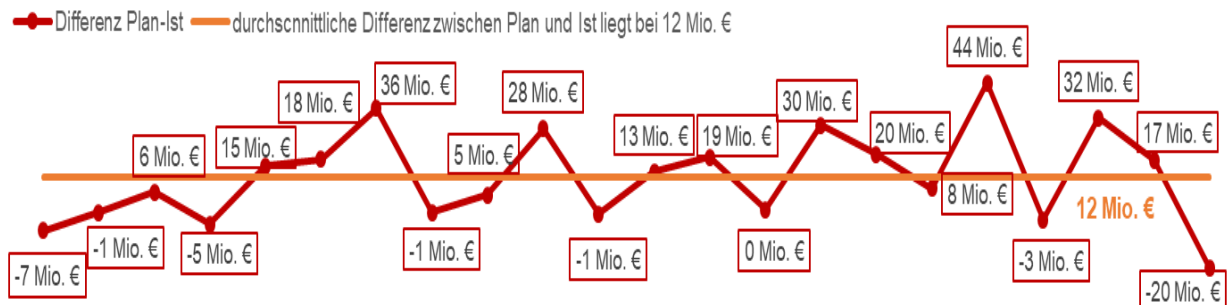 Differenz Plan-Ist durchscnittliche Differenz zwischen Plan und Ist liegt bei 12 Mio. €
-7 Mio. €
-1 Mio. €
6 Mio. €
-5 Mio. €
15 Mio. €
18 Mio. €
36 Mio. €
-1 Mio. €
5 Mio. €
28 Mio. €
-1 Mio. €
13 Mio. €
19 Mio. €
0 Mio. €
30 Mio. €
20 Mio. €
8 Mio. €
44 Mio. €
-3 Mio. €
32 Mio. €
12 Mio. €
17 Mio. €
-20 Mio. €